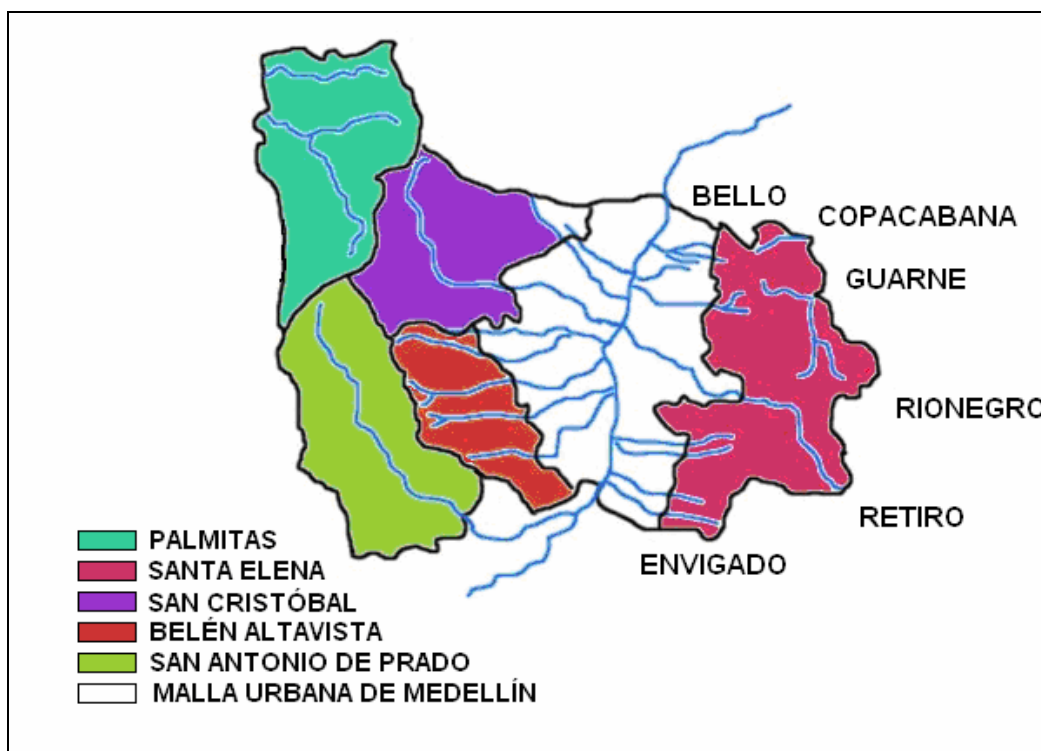 BELLO
COPACABANA
GUARNE
RIONEGRO
RETIRO
ENVIGADO
PALMITAS
SANTA ELENA
SAN CRISTÓBAL
BELÉN ALTAVISTA
SAN ANTONIO DE PRADO
MALLA URBANA DE MEDELLÍN